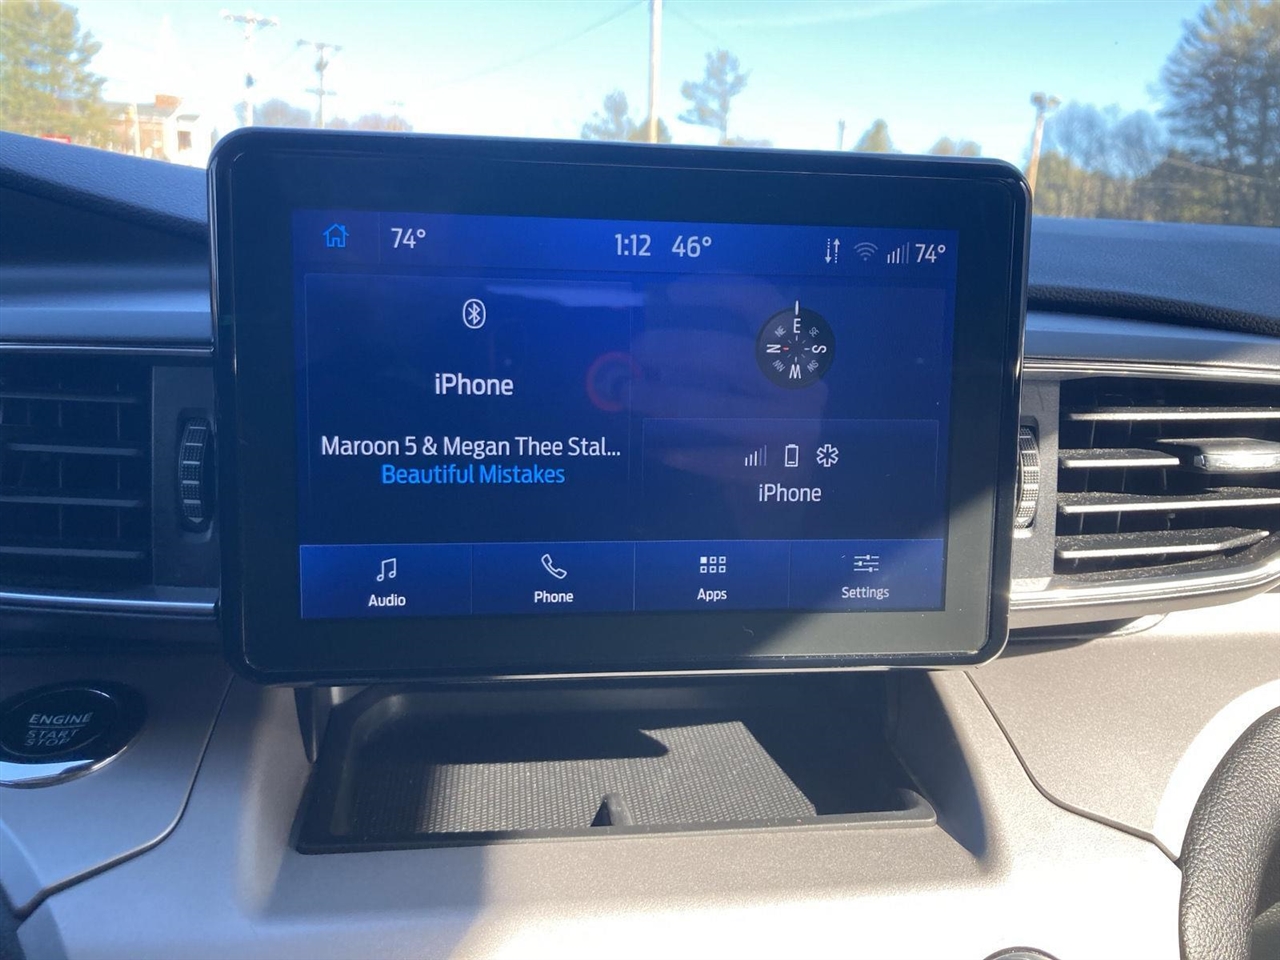 74° 1:12 46° 74°
iPhone
Maroon 5 & Megan Thee Stal...
Beautiful Mistakes
E
N S
W
iPhone
Audio Phone Apps Settings
ENGINE
START
STOP